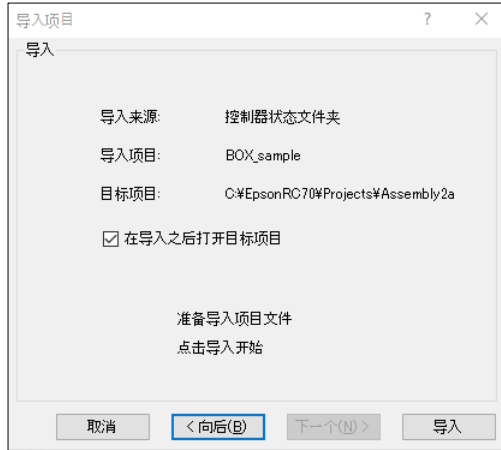 导入项目
?
导入
导入来源: 控制器状态文件夹
导入项目: BOX_sample
目标项目: C:¥EpsonRC70¥Projects¥Assembly2a
在导入之后打开目标项目
准备导入项目文件
点击导入开始
取消 <向后(B) 下一个(N)> 导入